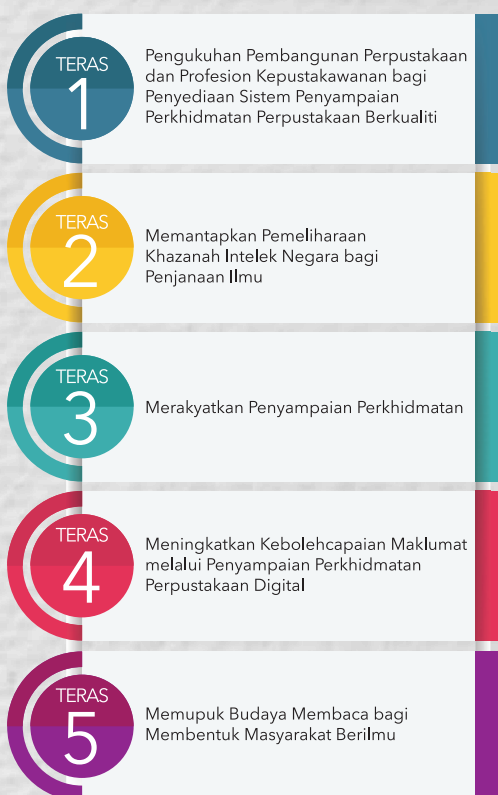 TERAS
1
Pengukuhan Pembangunan Perpustakaan
dan Profesion Kepustakawanan bagi
Penyediaan Sistem Penyampaian
Perkhidmatan Perpustakaan Berkualiti
TERAS
2
Memantapkan Pemeliharaan
Khazanah Intelek Negara bagi
Penjanaan Ilmu
TERAS
3
Merakyatkan Penyampaian Perkhidmatan
TERAS
4
Meningkatkan Kebolehcapaian Maklumat
melalui Penyampaian Perkhidmatan
Perpustakaan Digital
TERAS
5
Memupuk Budaya Membaca bagi
Membentuk Masyarakat Berilmu